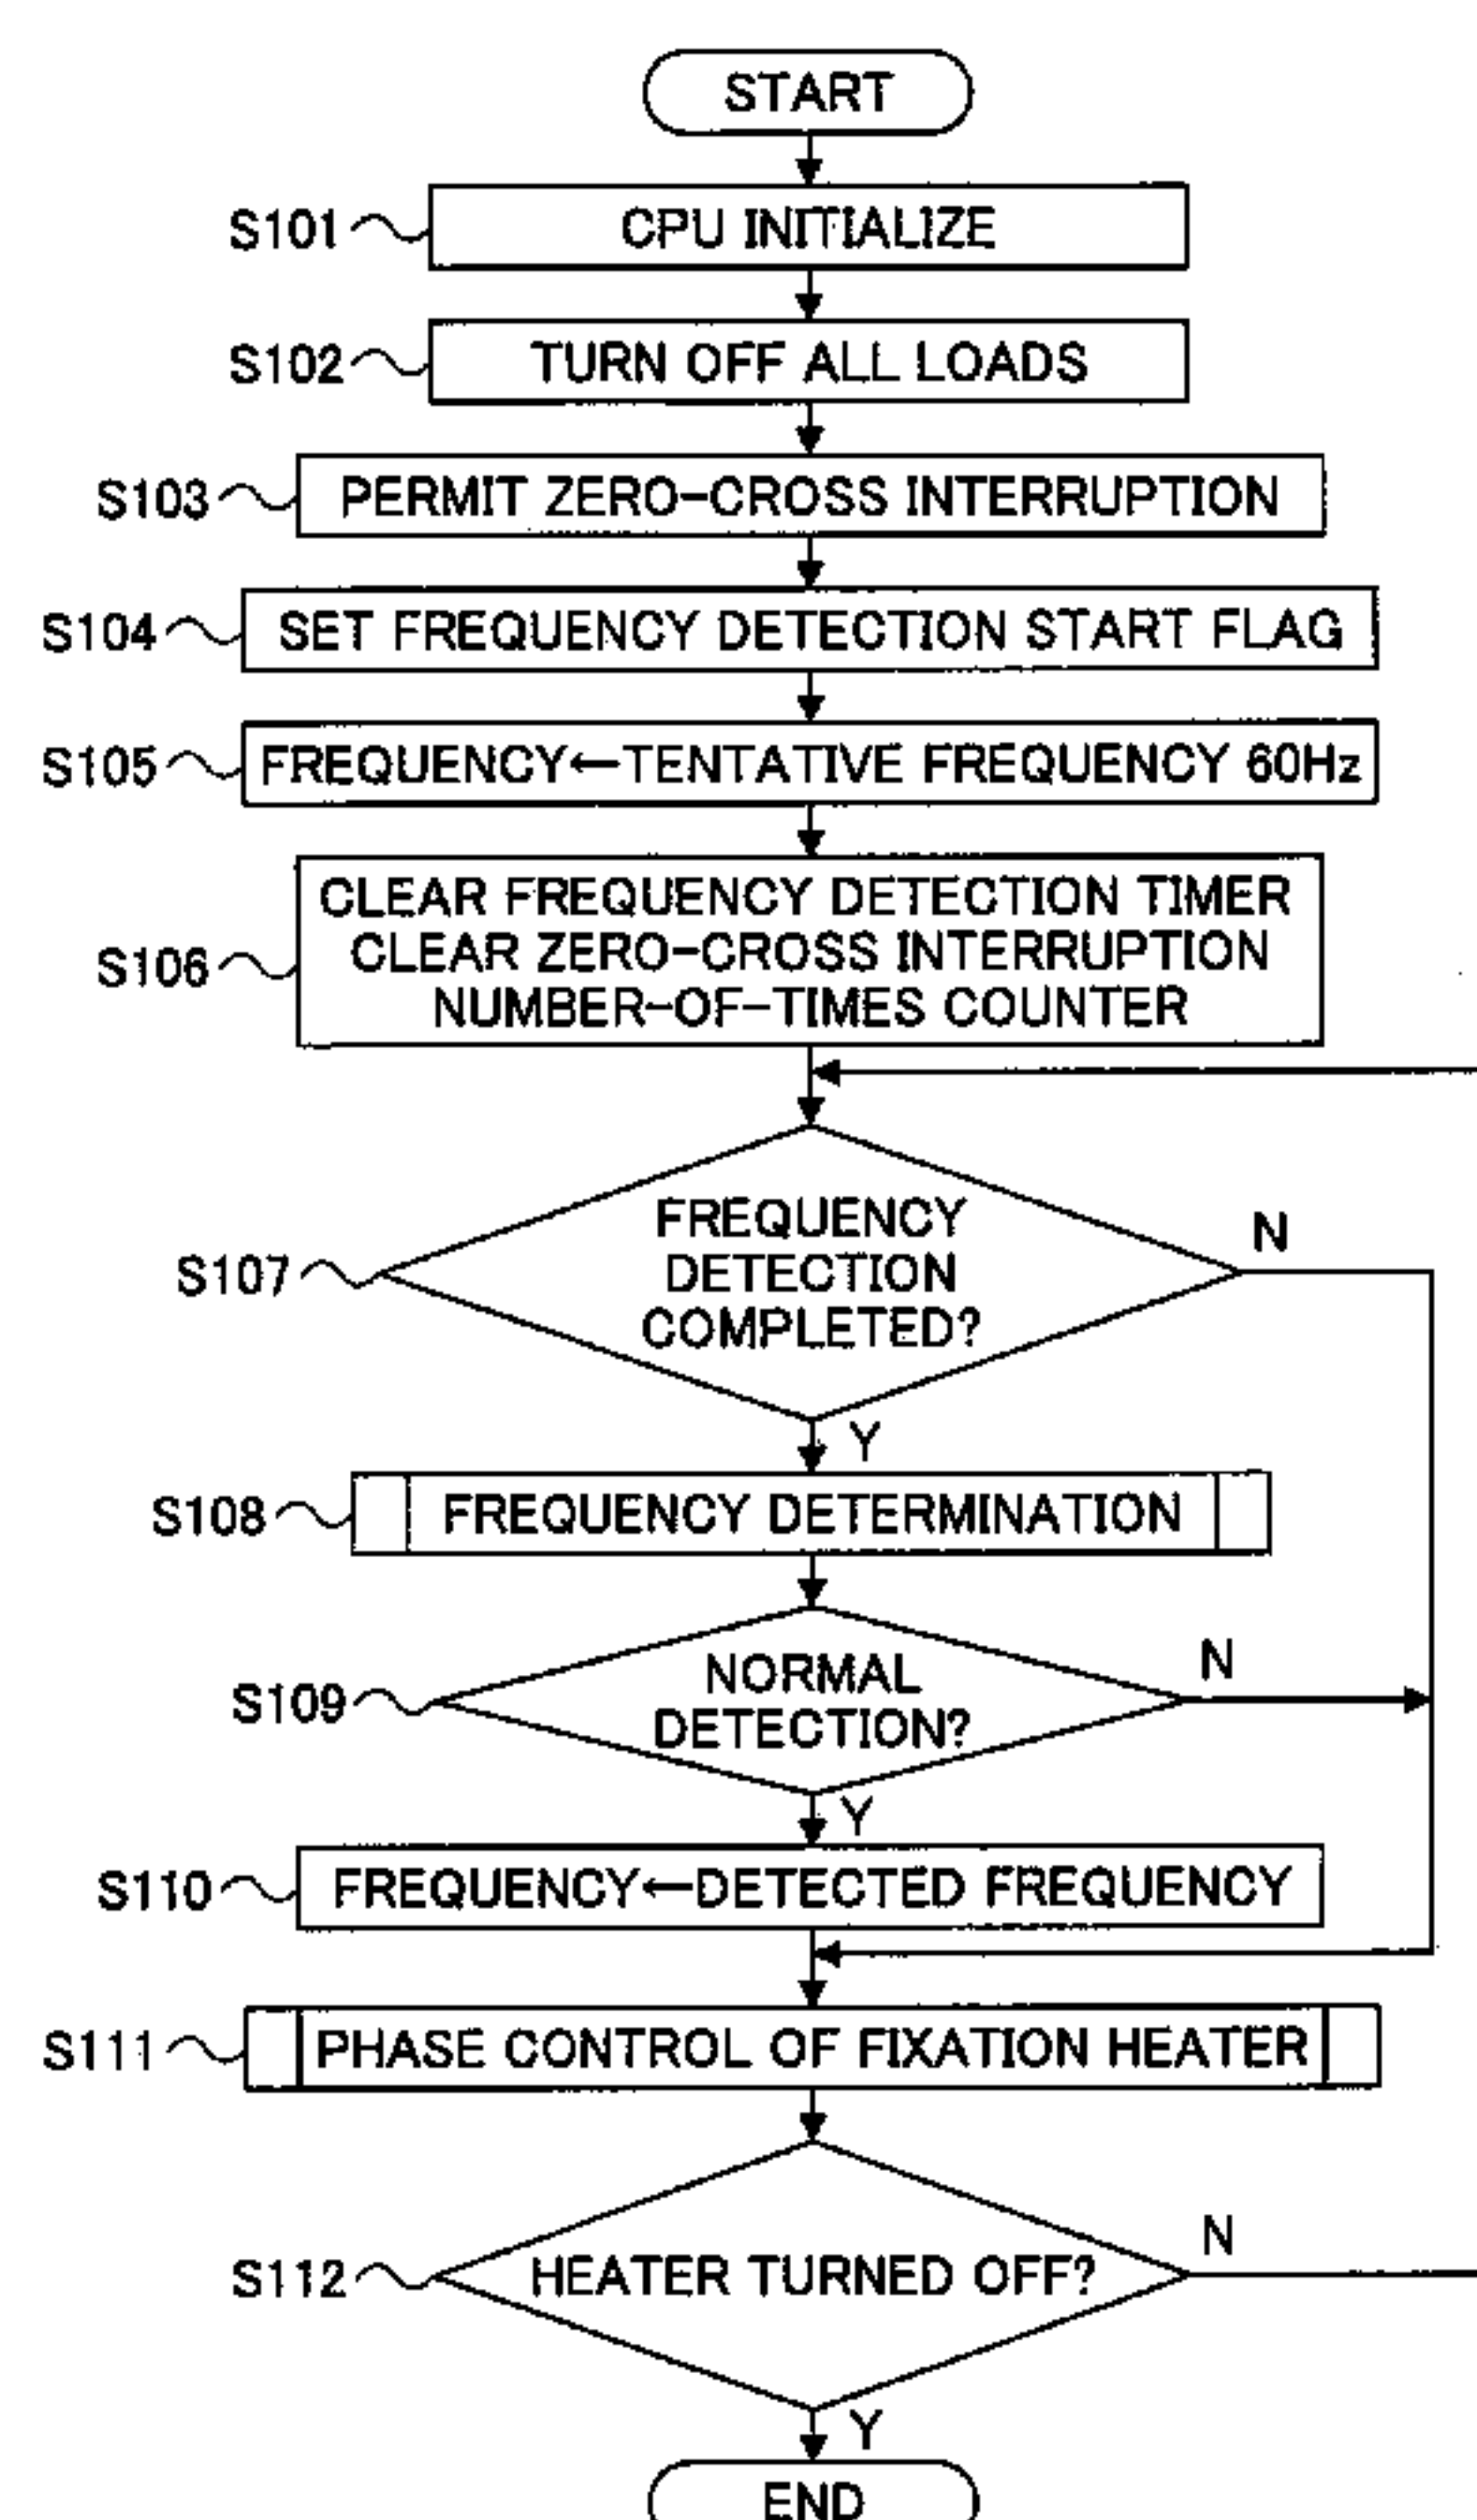 START
S101
CPU INITIALIZE
S102
TURN OFF ALL LOADS
S103
PERMIT ZERO-CROSS INTERRUPTION
S104
SET FREQUENCY DETECTION START FLAG
S105
FREQUENCY←TENTATIVE FREQUENCY 60Hz
S106
CLEAR FREQUENCY DETECTION TIMER
CLEAR ZERO-CROSS INTERRUPTION
NUMBER-OF-TIMES COUNTER
S107
FREQUENCY
DETECTION
COMPLETED?
N
Y
S108
FREQUENCY DETERMINATION
S109
NORMAL
DETECTION?
N
Y
S110
FREQUENCY←DETECTED FREQUENCY
S111
PHASE CONTROL OF FIXATION HEATER
S112
HEATER TURNED OFF?
N
Y
END